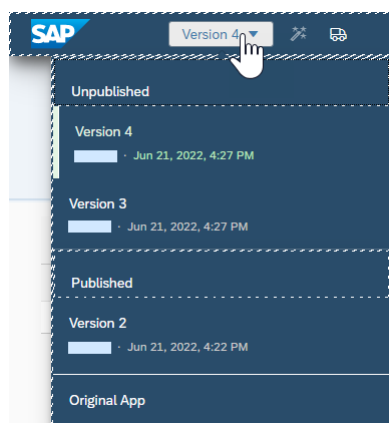 SAP
Version 4
Unpublished
Version 4
· Jun 21, 2022, 4:27 PM
Version 3
· Jun 21, 2022, 4:27 PM
Published
Version 2
· Jun 21, 2022, 4:22 PM
Original App